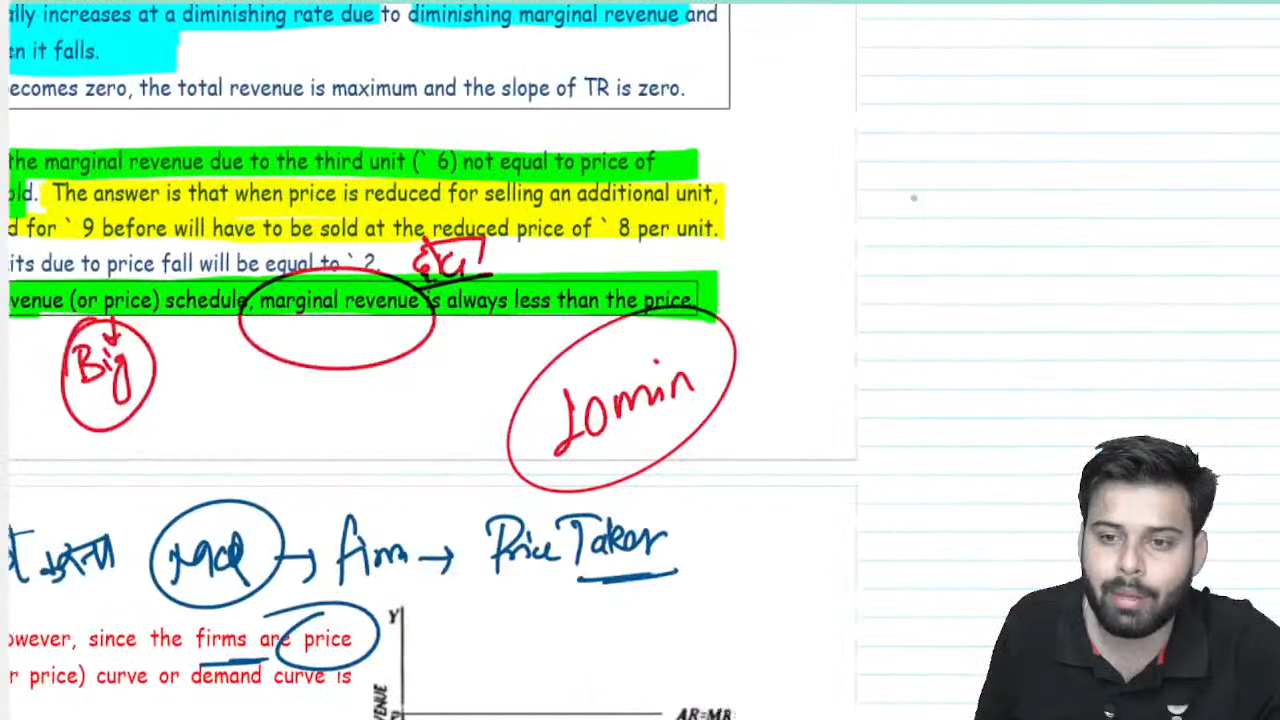 ally increases at a diminishing rate due to diminishing marginal revenue and
en it falls.
ecomes zero, the total revenue is maximum and the slope of TR is zero.
the marginal revenue due to the third unit (` 6) not equal to price of
old. The answer is that when price is reduced for selling an additional unit,
d for ` 9 before will have to be sold at the reduced price of ` 8 per unit.
its due to price fall will be equal to ` 2.
venue (or price) schedule, marginal revenue is always less than the price.
Big
firm → Price Taker
owever, since the firms are price
r price) curve or demand curve is
Y
VENUE
AR=MR